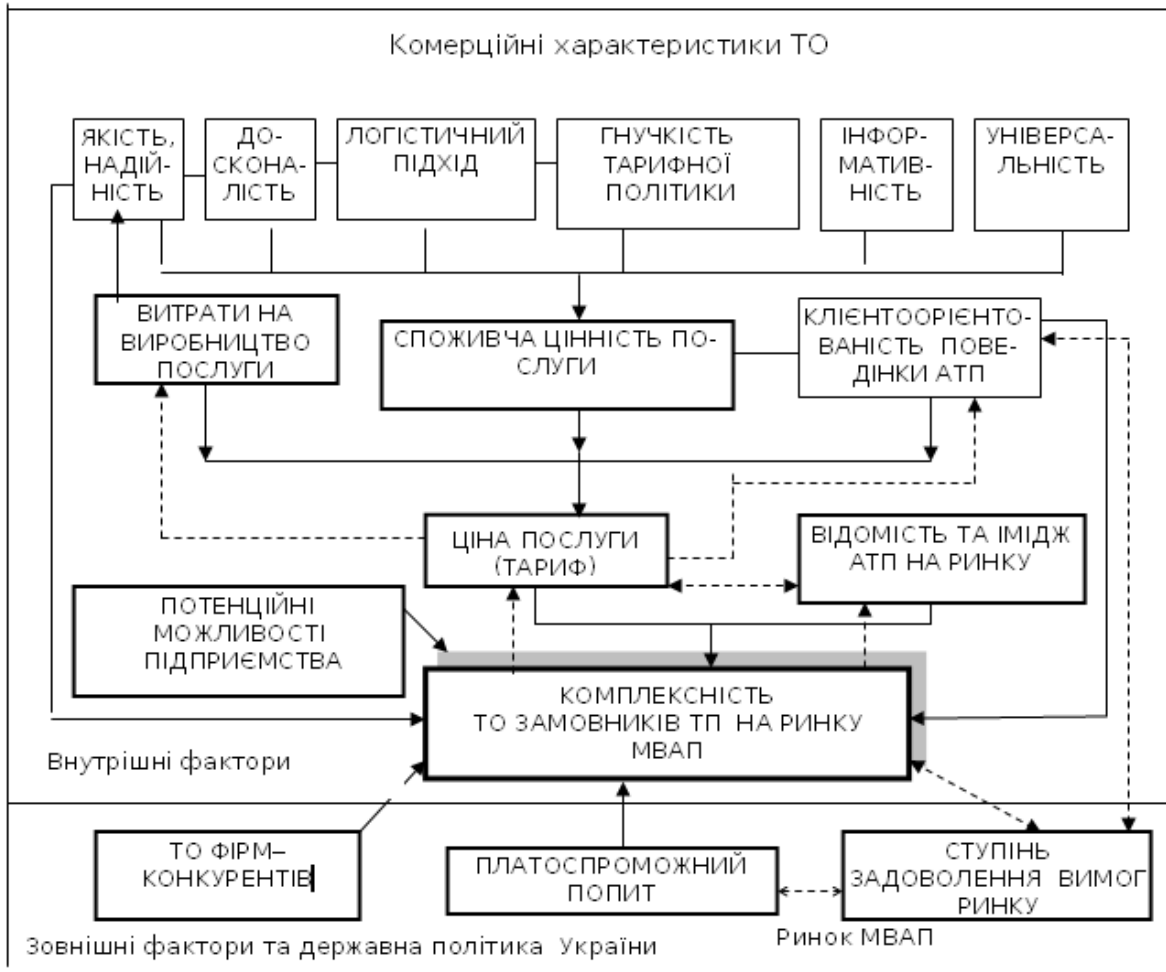 Комерційні характеристики ТО
ЯКІСТЬ,
НАДІЙ-
НІСТЬ
ДО-
СКОНА-
ЛІСТЬ
ЛОГІСТИЧНИЙ
ПІДХІД
ГНУЧКІСТЬ
ТАРИФНОЇ
ПОЛІТИКИ
ІНФОР-
МАТИВ-
НІСТЬ
УНІВЕРСА-
ЛЬНІСТЬ
ВИТРАТИ НА
ВИРОБНИЦТВО
ПОСЛУГИ
СПОЖИВЧА ЦІННІСТЬ ПО-
СЛУГИ
КЛІЄНТООРІЄНТО-
ВАНІСТЬ ПОВЕ-
ДІНКИ АТП
ЦІНА ПОСЛУГИ
(ТАРИФ)
ВІДОМІСТЬ ТА ІМІДЖ
АТП НА РИНКУ
ПОТЕНЦІЙНІ
МОЖЛИВОСТІ
ПІДПРИЄМСТВА
КОМПЛЕКСНІСТЬ
ТО ЗАМОВНИКІВ ТП НА РИНКУ
МВАП
Внутрішні фактори
ТО ФІРМ–
КОНКУРЕНТІВ
ПЛАТОСПРОМОЖНИЙ
ПОПИТ
СТУПІНЬ
ЗАДОВОЛЕННЯ ВИМОГ
РИНКУ
Ринок МВАП
Зовнішні фактори та державна політика України